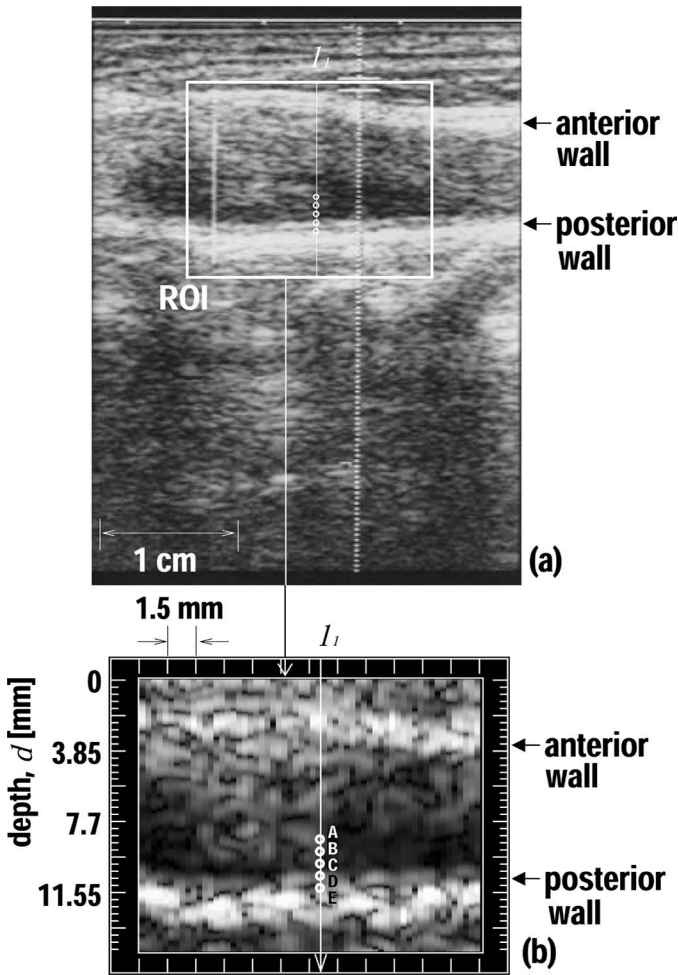 l₁
anterior
wall
posterior
wall
ROI
1 cm
(a)
1.5 mm
l₁
depth, d [mm]
0
3.85
7.7
11.55
anterior
wall
A
B
C
D
E
posterior
wall
(b)